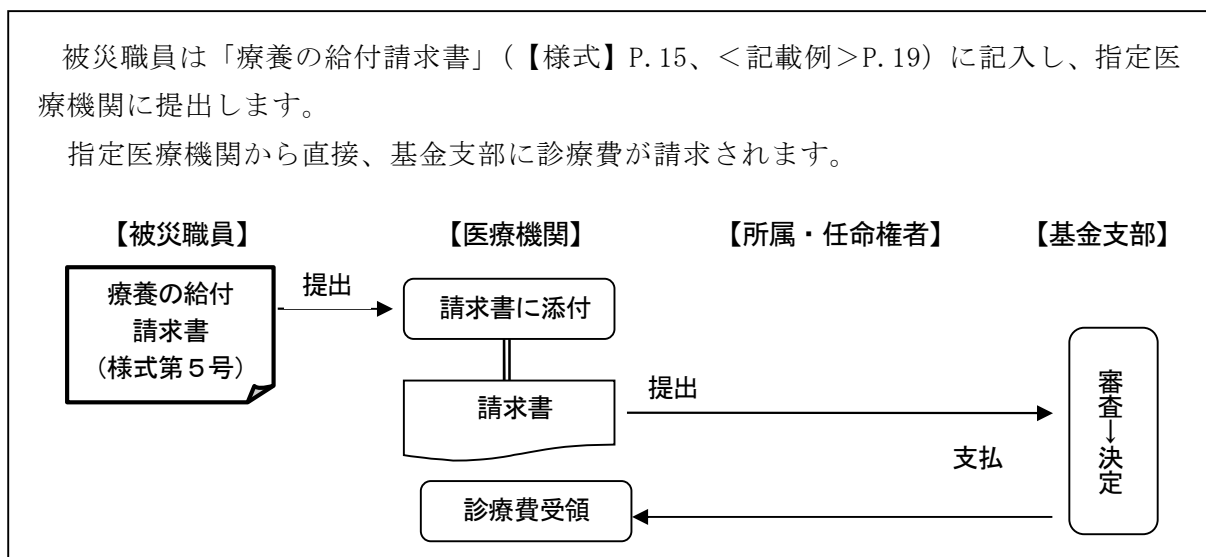 被災職員は「療養の給付請求書」（【様式】P.15、＜記載例＞P.19）に記入し、指定医
療機関に提出します。
指定医療機関から直接、基金支部に診療費が請求されます。
【被災職員】 【医療機関】 【所属・任命権者】 【基金支部】
療養の給付
請求書
（様式第５号）
提出
請求書に添付
請求書
提出
審査→決定
支払
診療費受領